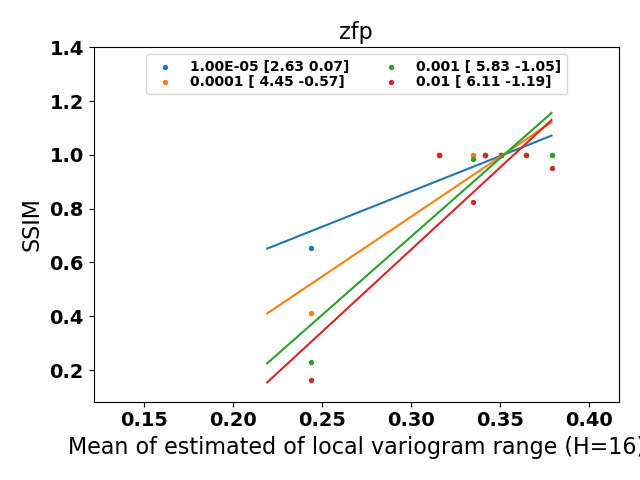 zfp
1.00E-05 [2.63 0.07]
0.0001 [ 4.45 -0.57]
0.001 [ 5.83 -1.05]
0.01 [ 6.11 -1.19]
SSIM
1.4
1.2
1.0
0.8
0.6
0.4
0.2
0.15 0.20 0.25 0.30 0.35 0.40
Mean of estimated of local variogram range (H=16)